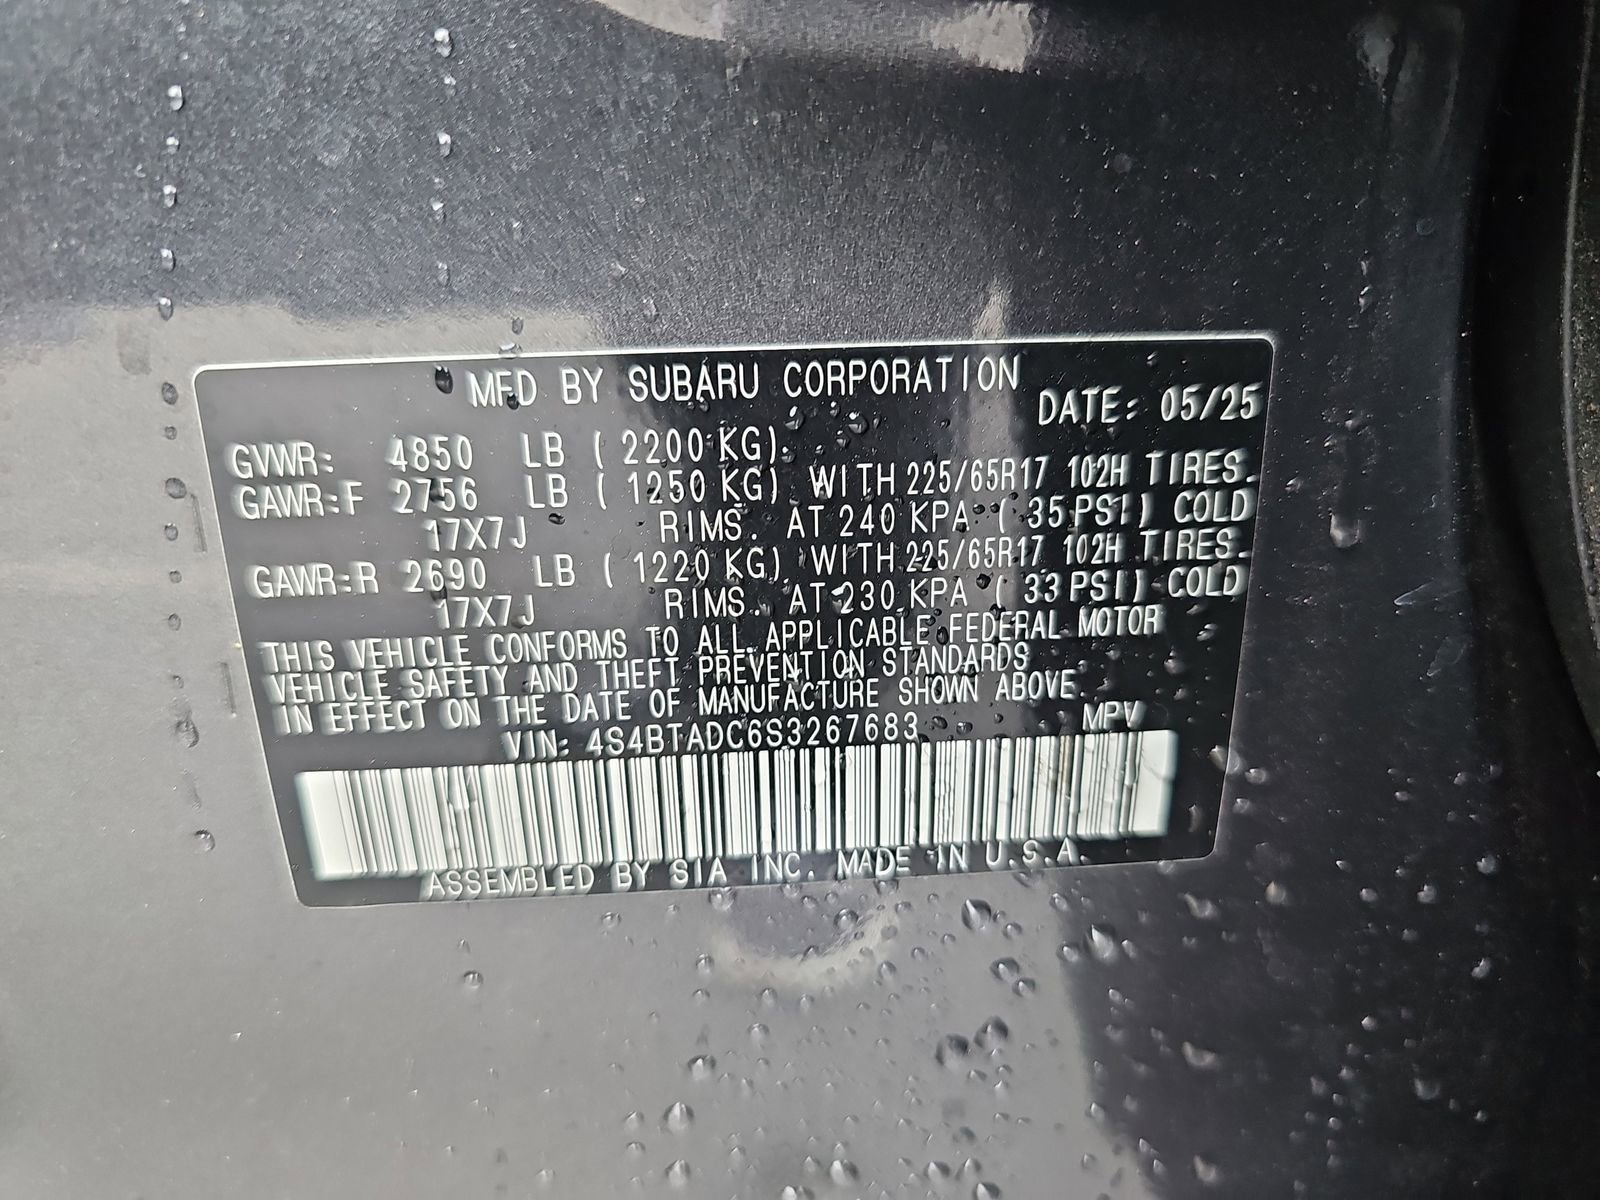 MFD BY SUBARU CORPORATION
DATE: 05/25
GVWR: 4850 LB ( 2200 KG).
GAWR:F 2756 LB ( 1250 KG) WITH 225/65R17 102H TIRES.
17X7J RIMS. AT 240 KPA ( 35 PSI) COLD
GAWR:R 2690 LB ( 1220 KG) WITH 225/65R17 102H TIRES.
17X7J RIMS. AT 230 KPA ( 33 PSI) COLD
THIS VEHICLE CONFORMS TO ALL APPLICABLE FEDERAL MOTOR
VEHICLE SAFETY AND THEFT PREVENTION STANDARDS
IN EFFECT ON THE DATE OF MANUFACTURE SHOWN ABOVE.
VIN: 4S4BTADC6S3267683 MPV
ASSEMBLED BY SIA INC. MADE IN U.S.A.